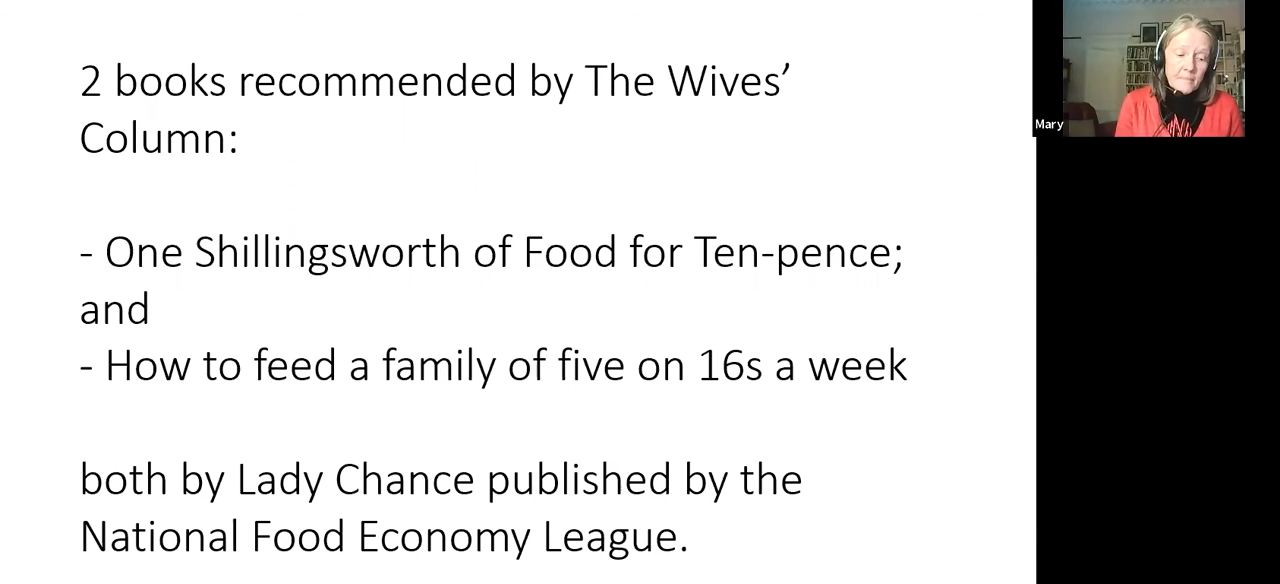 2 books recommended by The Wives’
Column:
- One Shillingsworth of Food for Ten-pence;
and
- How to feed a family of five on 16s a week
both by Lady Chance published by the
National Food Economy League.
Mary